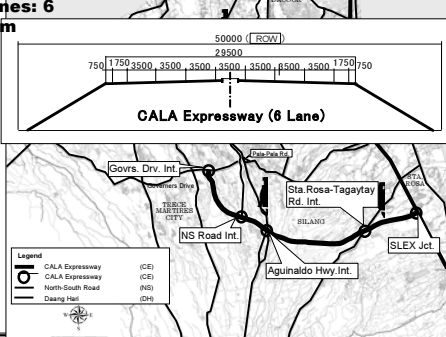 nes: 6
m
50000 ( ROW )
29500
750 1750 3500 3500 3500 3500 3500 8500 3500 1750 750
CALA Expressway (6 Lane)
Pala-Pala Rd.
Govrs. Drv. Int.
Governors Drive
Sta.Rosa-Tagaytay
Rd. Int.
STA.
ROSA
TRECE
MARTIRES
CITY
SILANG
NS Road Int.
SLEX Jct.
Aguinaldo Hwy.Int.
Legend
CALA Expressway (CE)
CALA Expressway (CE)
North-South Road (NS)
Daang Hari (DH)